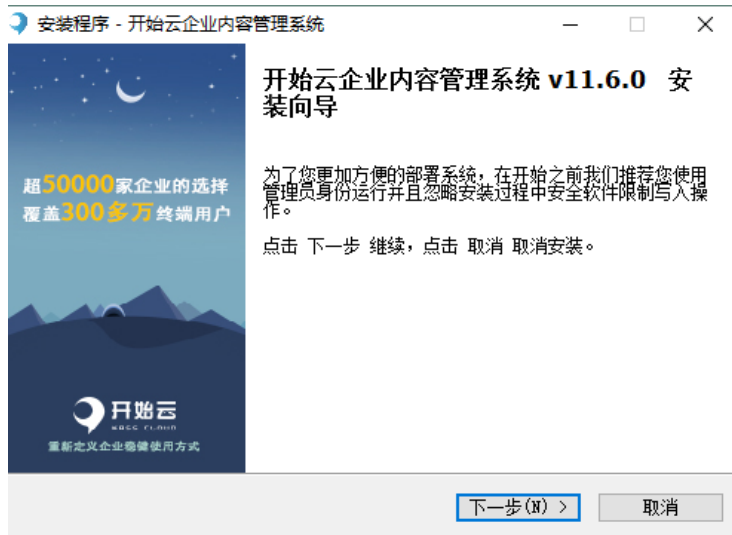 安装程序 - 开始云企业内容管理系统
超50000家企业的选择
覆盖300多万终端用户
开始云
重新定义企业稳健使用方式
开始云企业内容管理系统 v11.6.0 安
装向导
为了您更加方便的部署系统，在开始之前我们推荐您使用
管理员身份运行并且忽略安装过程中安全软件限制写入操
作。
点击 下一步 继续，点击 取消 取消安装。
下一步(N) >
取消